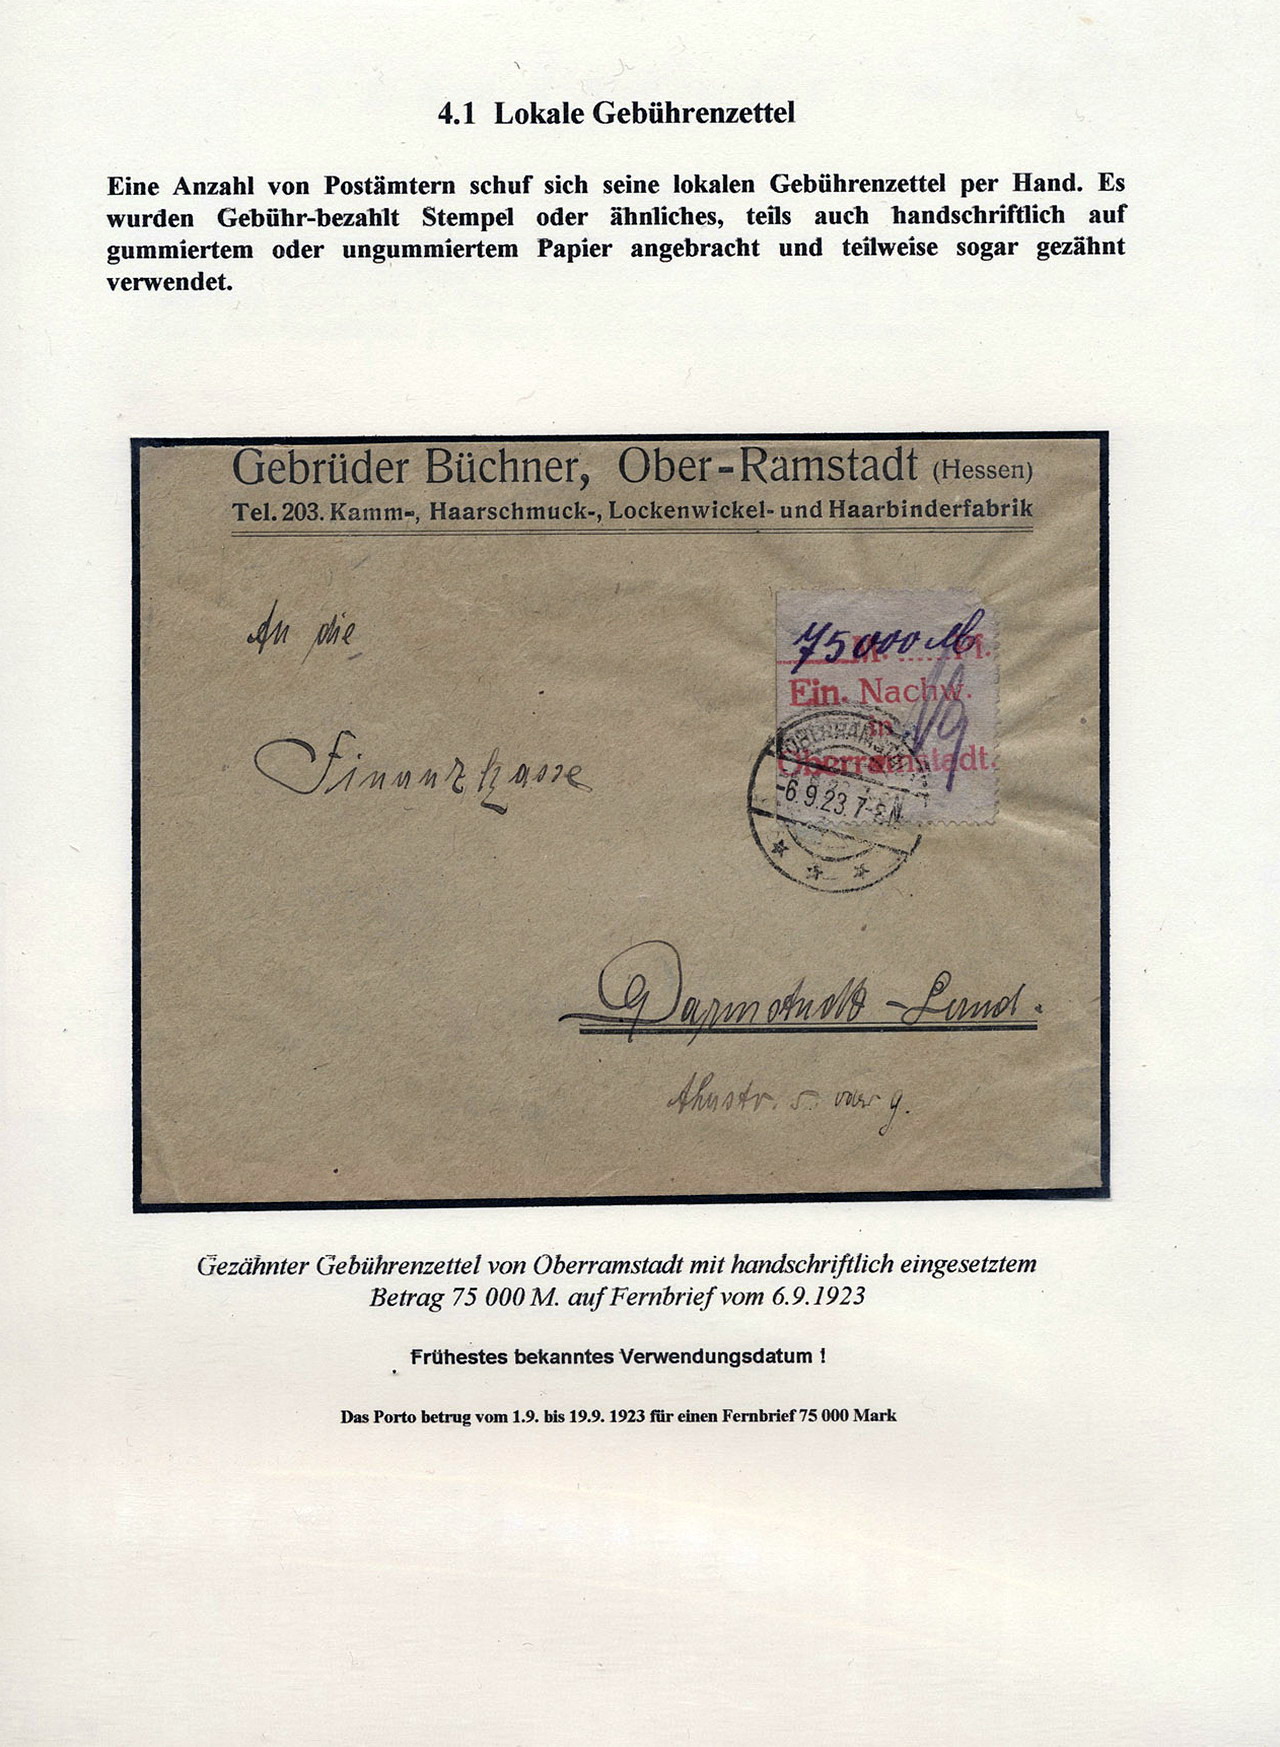 4.1 Lokale Gebührenzettel
Eine Anzahl von Postämtern schuf sich seine lokalen Gebührenzettel per Hand. Es
wurden Gebühr-bezahlt Stempel oder ähnliches, teils auch handschriftlich auf
gummiertem oder ungummiertem Papier angebracht und teilweise sogar gezähnt
verwendet.
Gebrüder Büchner, Ober-Ramstadt (Hessen)
Tel. 203. Kamm-, Haarschmuck-, Lockenwickel- und Haarbinderfabrik
An die
75000 M
M. ......Pf.
Ein. Nachw.
in
Oberramstadt.
OBERRAMSTADT
-6.9.23.7-8N.
Finanzkasse
Darmstadt-Land.
5 oder 9.
Gezähnter Gebührenzettel von Oberramstadt mit handschriftlich eingesetztem
Betrag 75 000 M. auf Fernbrief vom 6.9.1923
Frühestes bekanntes Verwendungsdatum !
Das Porto betrug vom 1.9. bis 19.9. 1923 für einen Fernbrief 75 000 Mark